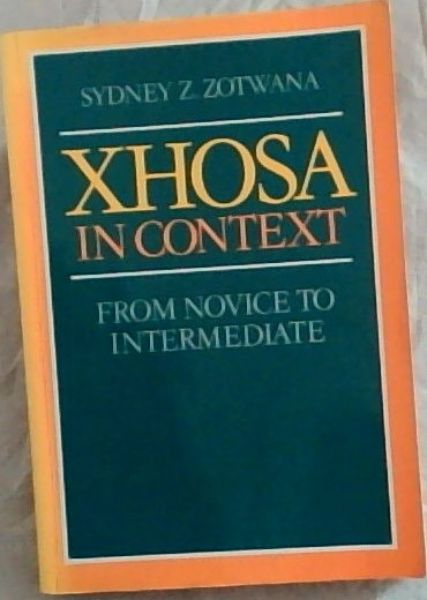 SYDNEY Z. ZOTWANA
XHOSA
IN CONTEXT
FROM NOVICE TO
INTERMEDIATE